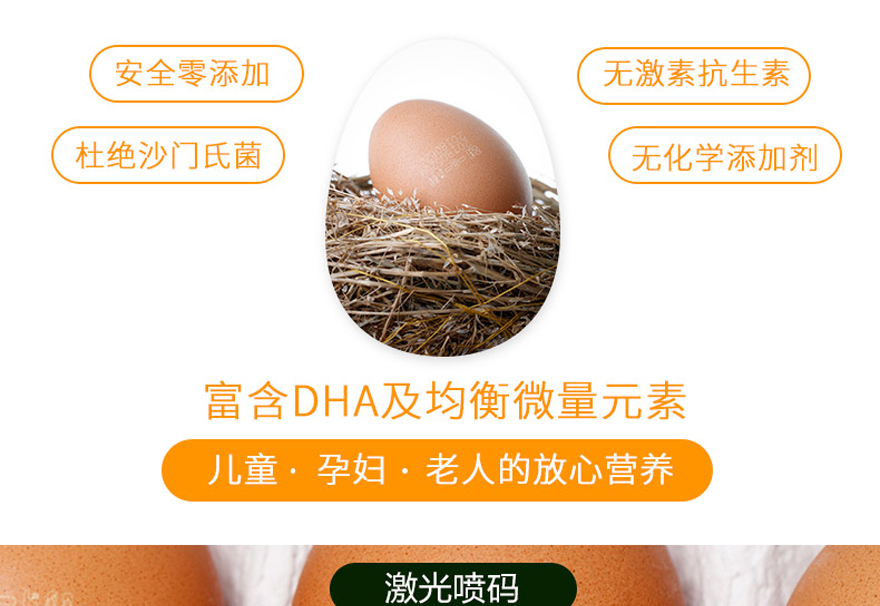 安全零添加
无激素抗生素
杜绝沙门氏菌
无化学添加剂
富含DHA及均衡微量元素
儿童·孕妇·老人的放心营养
激光喷码